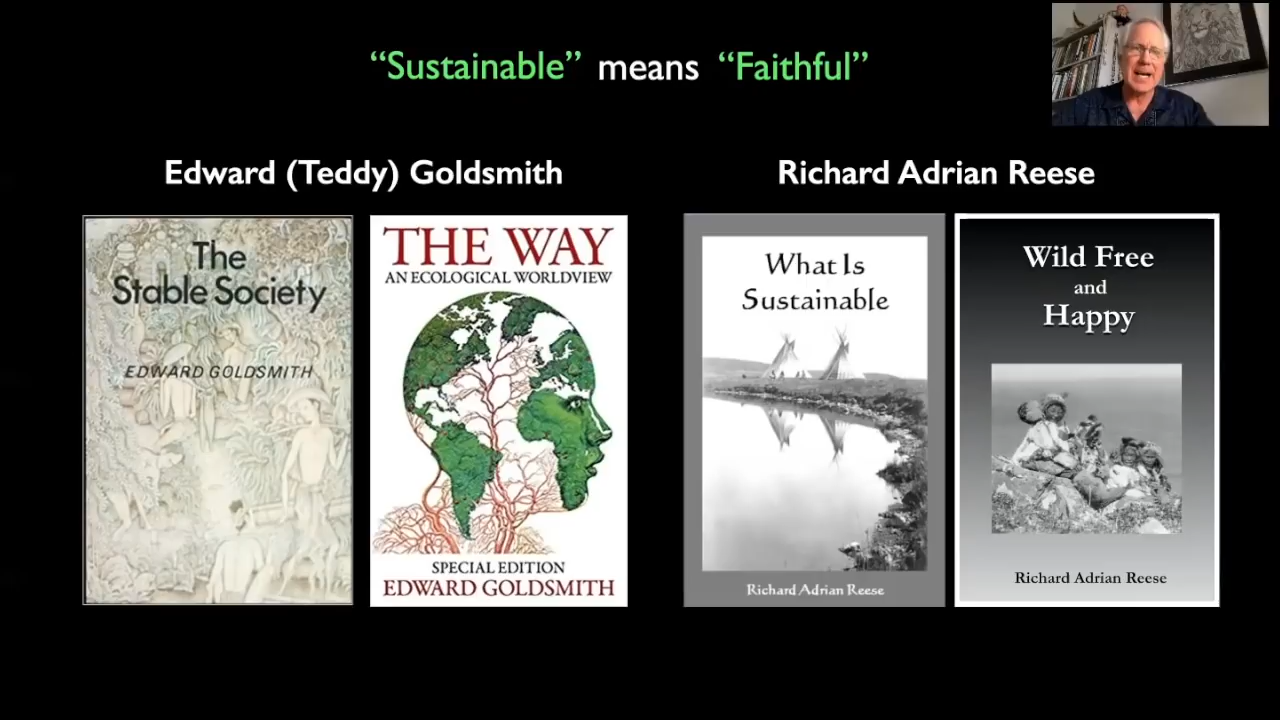 “Sustainable” means “Faithful”
Edward (Teddy) Goldsmith
The
Stable Society
EDWARD GOLDSMITH
THE WAY
AN ECOLOGICAL WORLDVIEW
SPECIAL EDITION
EDWARD GOLDSMITH
Richard Adrian Reese
What Is
Sustainable
Richard Adrian Reese
Wild Free
and
Happy
Richard Adrian Reese